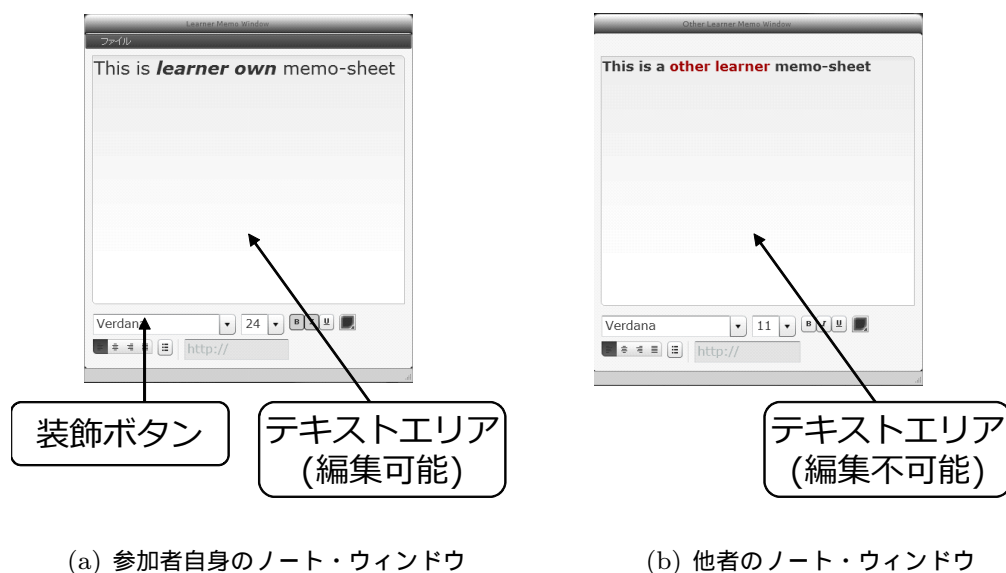 Learner Memo Window
ファイル
This is learner own memo-sheet
Verdana
24
B
U
http://
装飾ボタン
テキストエリア
(編集可能)
(a) 参加者自身のノート・ウィンドウ
Other Learner Memo Window
This is a other learner memo-sheet
Verdana
11
B
U
http://
テキストエリア
(編集不可能)
(b) 他者のノート・ウィンドウ